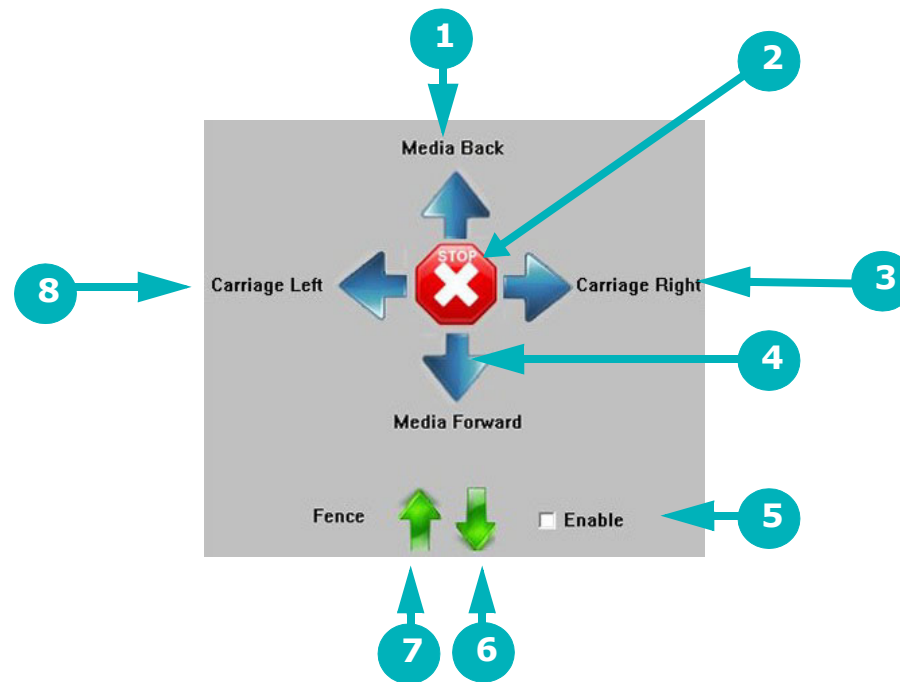 1
2
Media Back
STOP
8
Carriage Left
Carriage Right
3
4
Media Forward
Fence
Enable
5
7
6